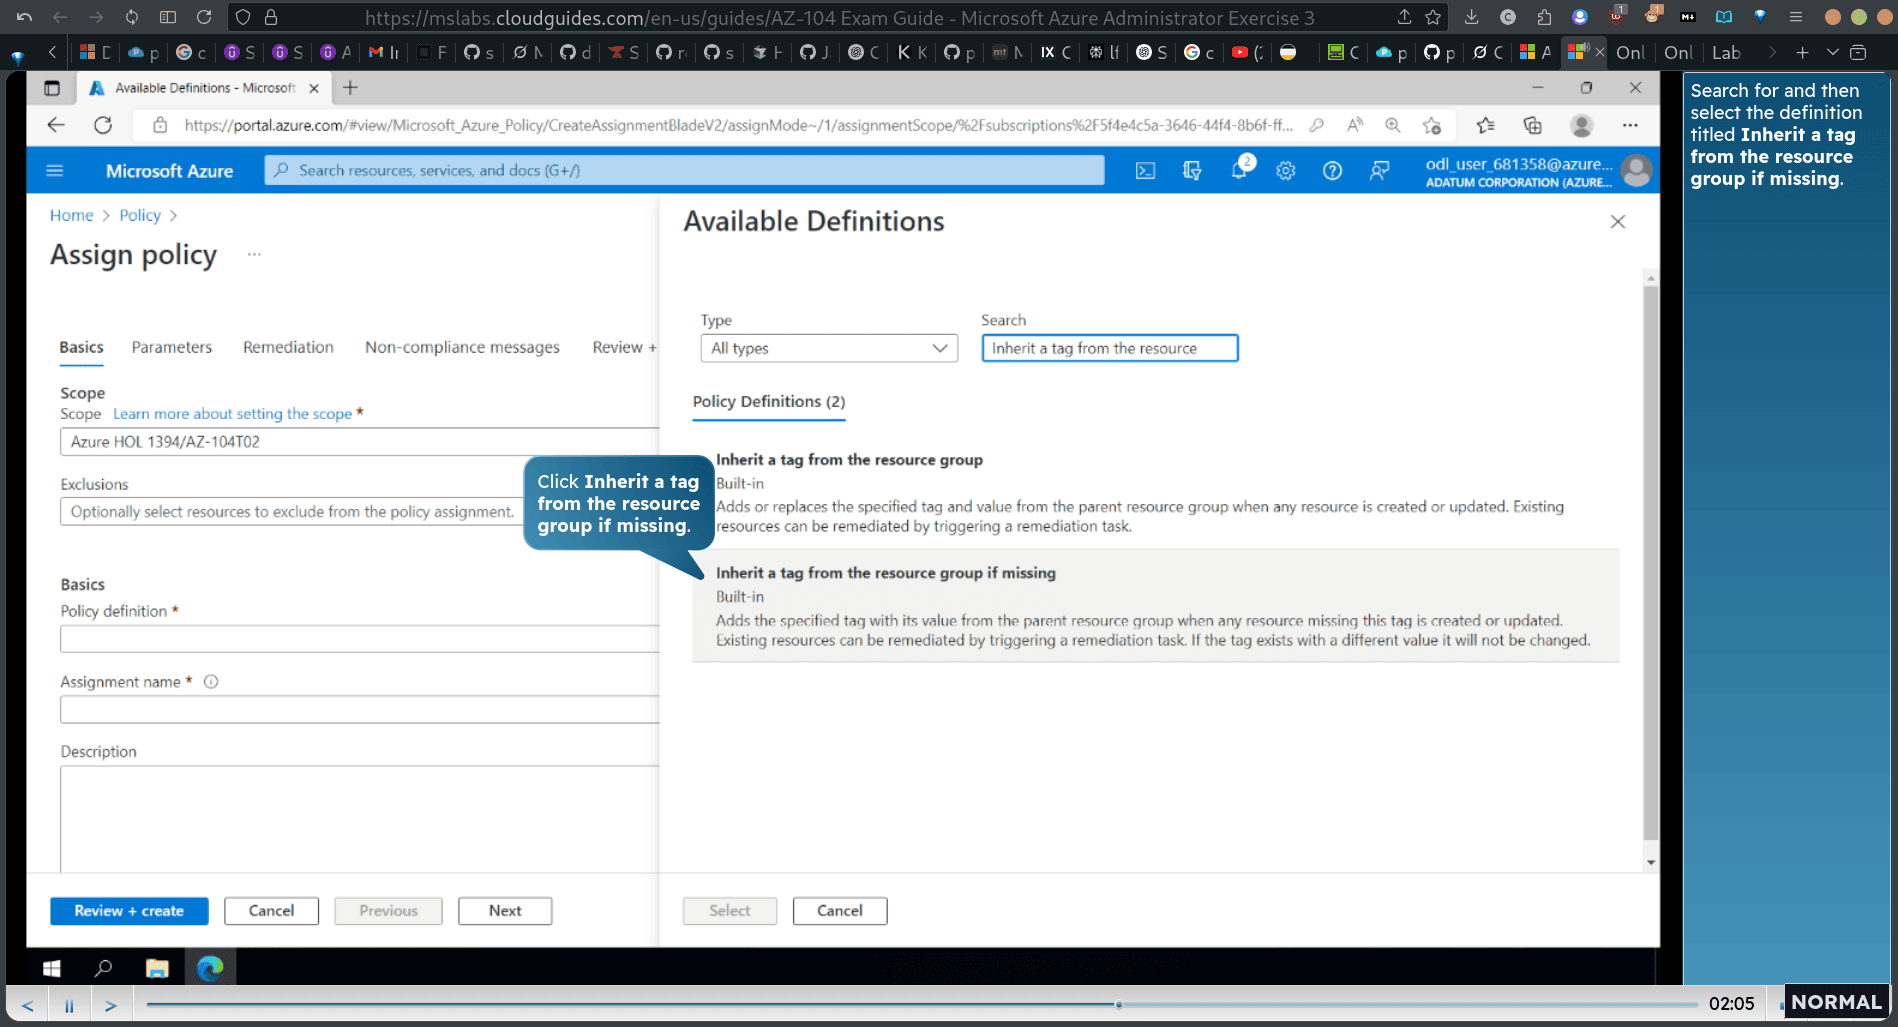 https://mslabs.cloudguides.com/en-us/guides/AZ-104 Exam Guide - Microsoft Azure Administrator Exercise 3
Onl
Onl
Lab
Available Definitions - Microsoft
https://portal.azure.com/#view/Microsoft_Azure_Policy/CreateAssignmentBladeV2/assignMode~/1/assignmentScope/%2Fsubscriptions%2F5f4e4c5a-3646-44f4-8b6f-ff...
Microsoft Azure
Search resources, services, and docs (G+/)
2
odl_user_681358@azure...
ADATUM CORPORATION (AZURE...
Home > Policy >
Assign policy ...
Basics
Parameters
Remediation
Non-compliance messages
Review +
Scope
Scope Learn more about setting the scope *
Azure HOL 1394/AZ-104T02
Exclusions
Optionally select resources to exclude from the policy assignment.
Basics
Policy definition *
Assignment name *
Description
Review + create
Cancel
Previous
Next
Available Definitions
Type
All types
Search
Inherit a tag from the resource
Policy Definitions (2)
Inherit a tag from the resource group
Built-in
Adds or replaces the specified tag and value from the parent resource group when any resource is created or updated. Existing
resources can be remediated by triggering a remediation task.
Click Inherit a tag
from the resource
group if missing.
Inherit a tag from the resource group if missing
Built-in
Adds the specified tag with its value from the parent resource group when any resource missing this tag is created or updated.
Existing resources can be remediated by triggering a remediation task. If the tag exists with a different value it will not be changed.
Select
Cancel
Search for and then
select the definition
titled Inherit a tag
from the resource
group if missing.
02:05
NORMAL